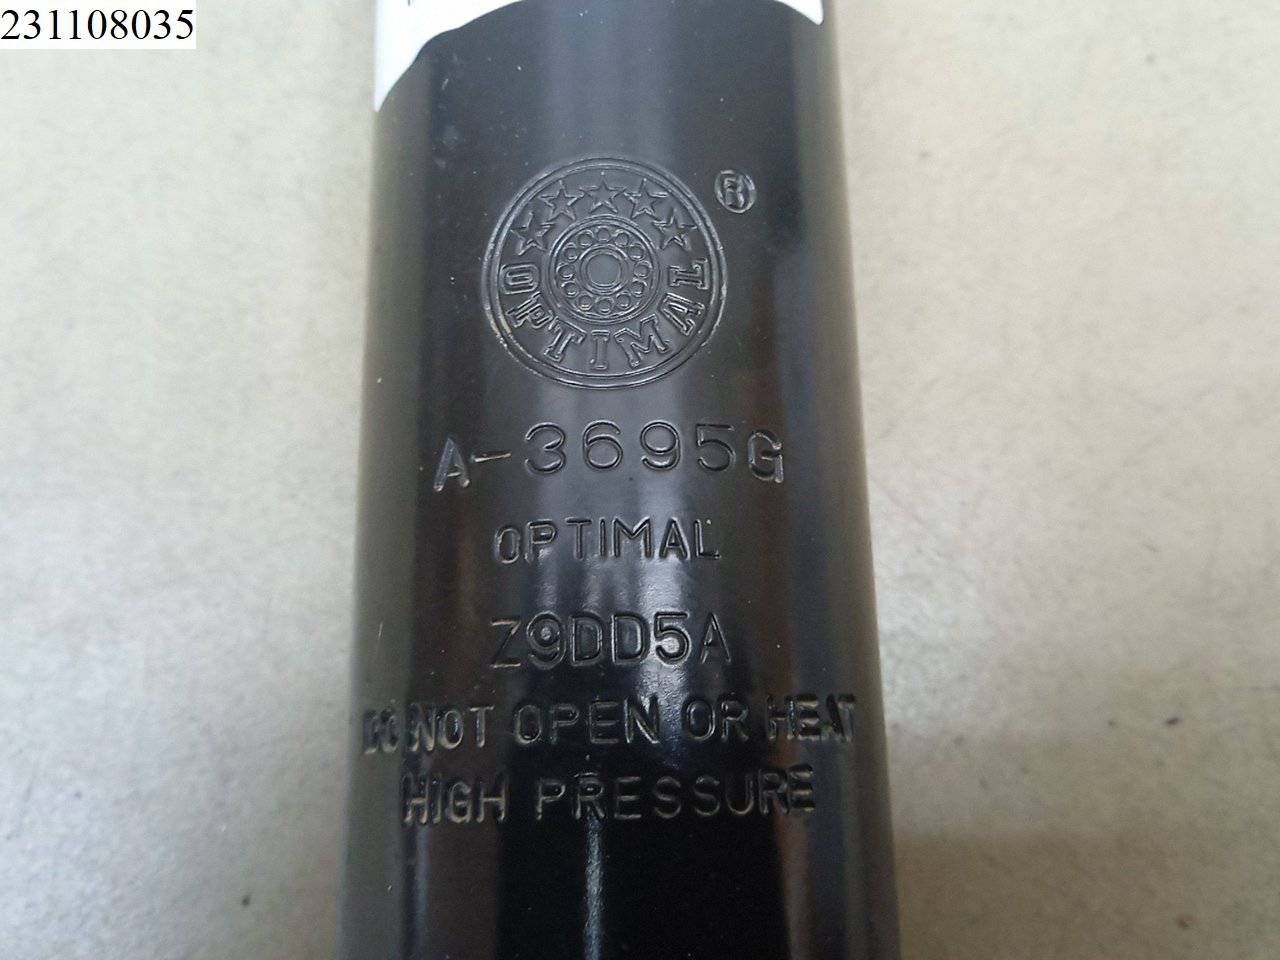 231108035
®
OPTIMAL
A-3695G
OPTIMAL
Z9DD5A
DO NOT OPEN OR HEAT
HIGH PRESSURE